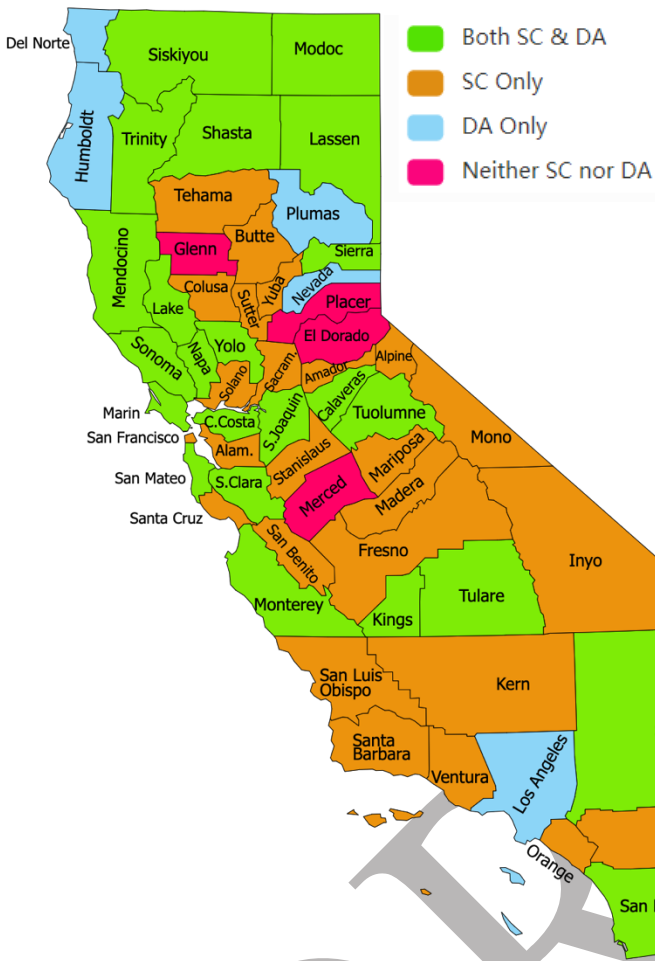 Both SC & DA
SC Only
DA Only
Neither SC nor DA
Del Norte
Siskiyou
Modoc
Humboldt
Trinity
Shasta
Lassen
Tehama
Plumas
Butte
Glenn
Sierra
Mendocino
Colusa
Yuba
Nevada
Lake
Sutter
Placer
El Dorado
Sonoma
Napa
Yolo
Solano
Sacram.
Amador
Alpine
Marin
C.Costa
S.Joaquin
Calaveras
Tuolumne
Mono
San Francisco
Alam.
Stanislaus
Mariposa
San Mateo
S.Clara
Merced
Madera
Santa Cruz
San Benito
Fresno
Inyo
Monterey
Kings
Tulare
San Luis
Obispo
Kern
Santa
Barbara
Ventura
Los Angeles
Orange
San